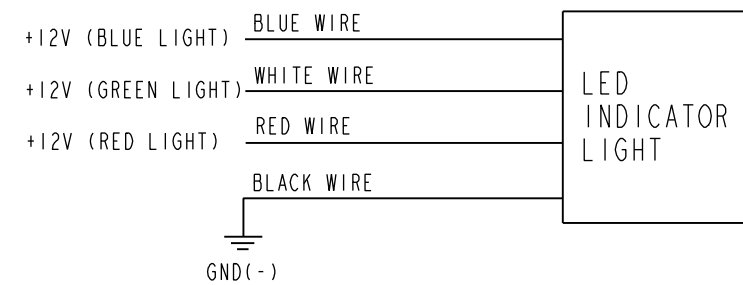 +12V (BLUE LIGHT) BLUE WIRE
+12V (GREEN LIGHT) WHITE WIRE
+12V (RED LIGHT) RED WIRE
BLACK WIRE
GND(-)
LED
INDICATOR
LIGHT